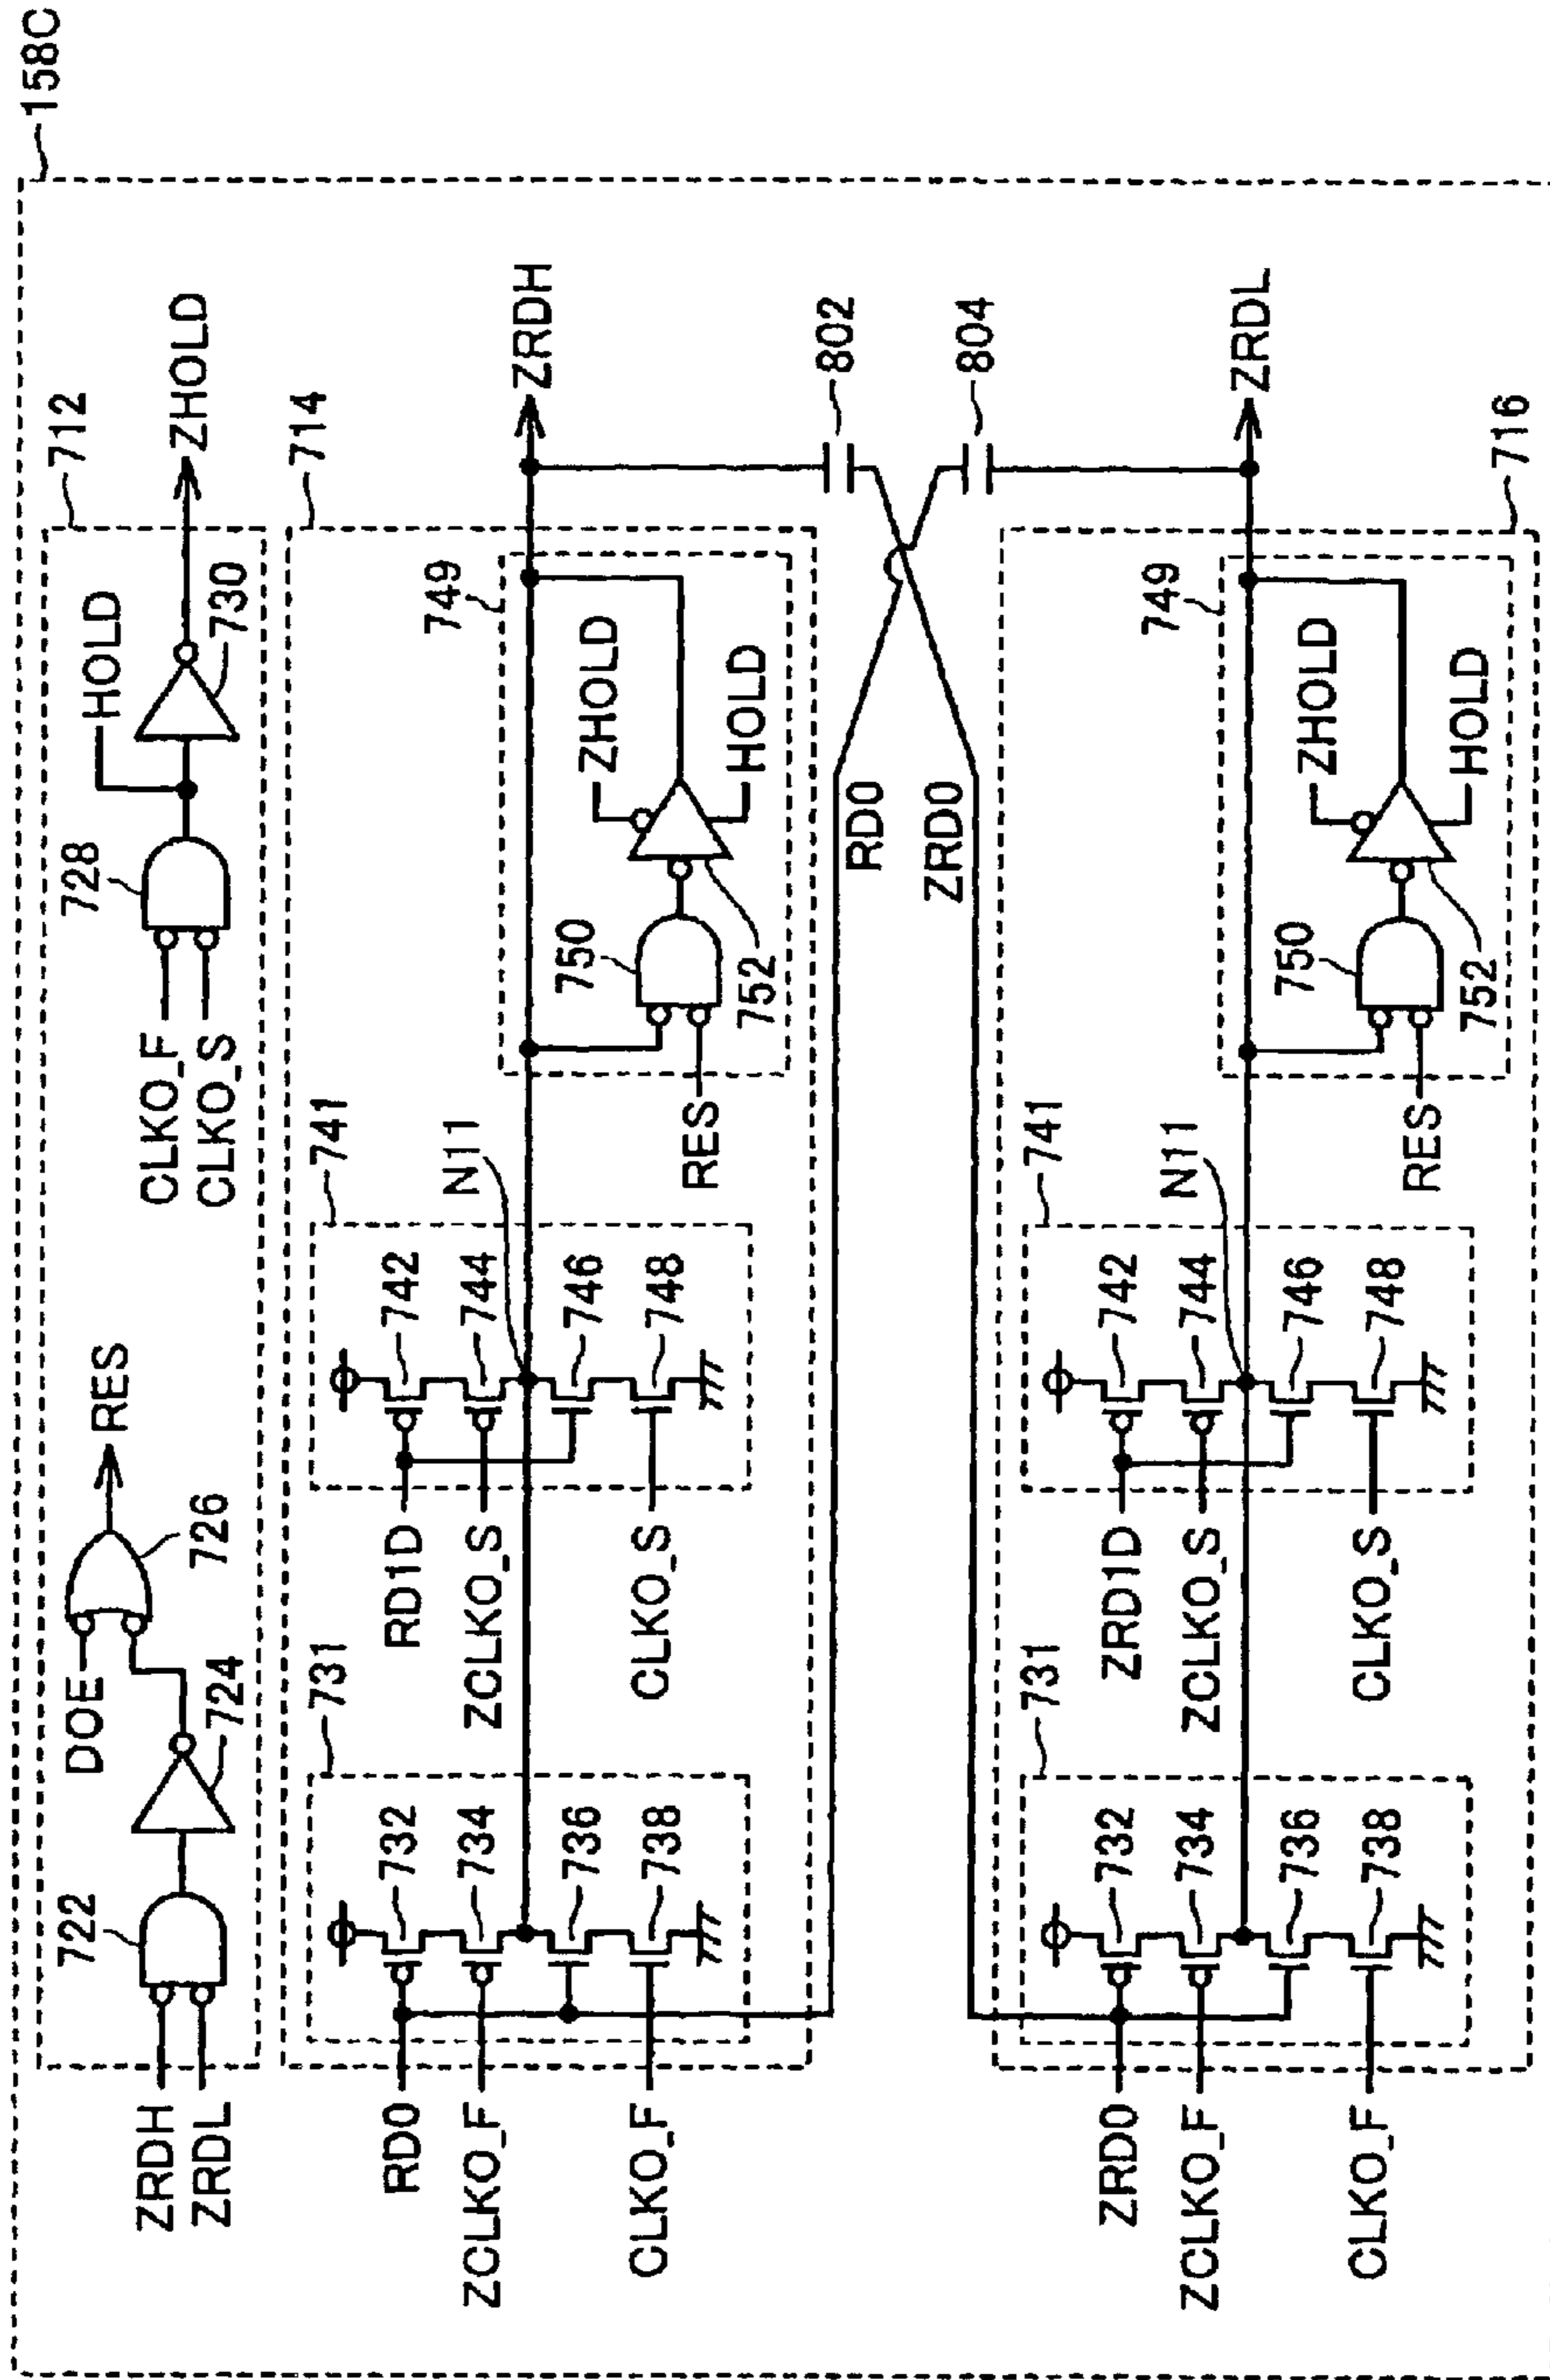 158C
712
722
ZRDH
ZRDL
724
DOE
726
RES
728
CLKO_F
CLKO_S
HOLD
730
ZHOLD
714
731
732
734
736
738
RD0
ZCLKO_F
CLKO_F
741
742
744
746
748
RD1D
ZCLKO_S
CLKO_S
N11
749
750
752
RES
ZHOLD
HOLD
ZRDH
RD0
ZRD0
802
804
716
731
732
734
736
738
ZRD0
ZCLKO_F
CLKO_F
741
742
744
746
748
ZRD1D
ZCLKO_S
CLKO_S
N11
749
750
752
RES
ZHOLD
HOLD
ZRDL